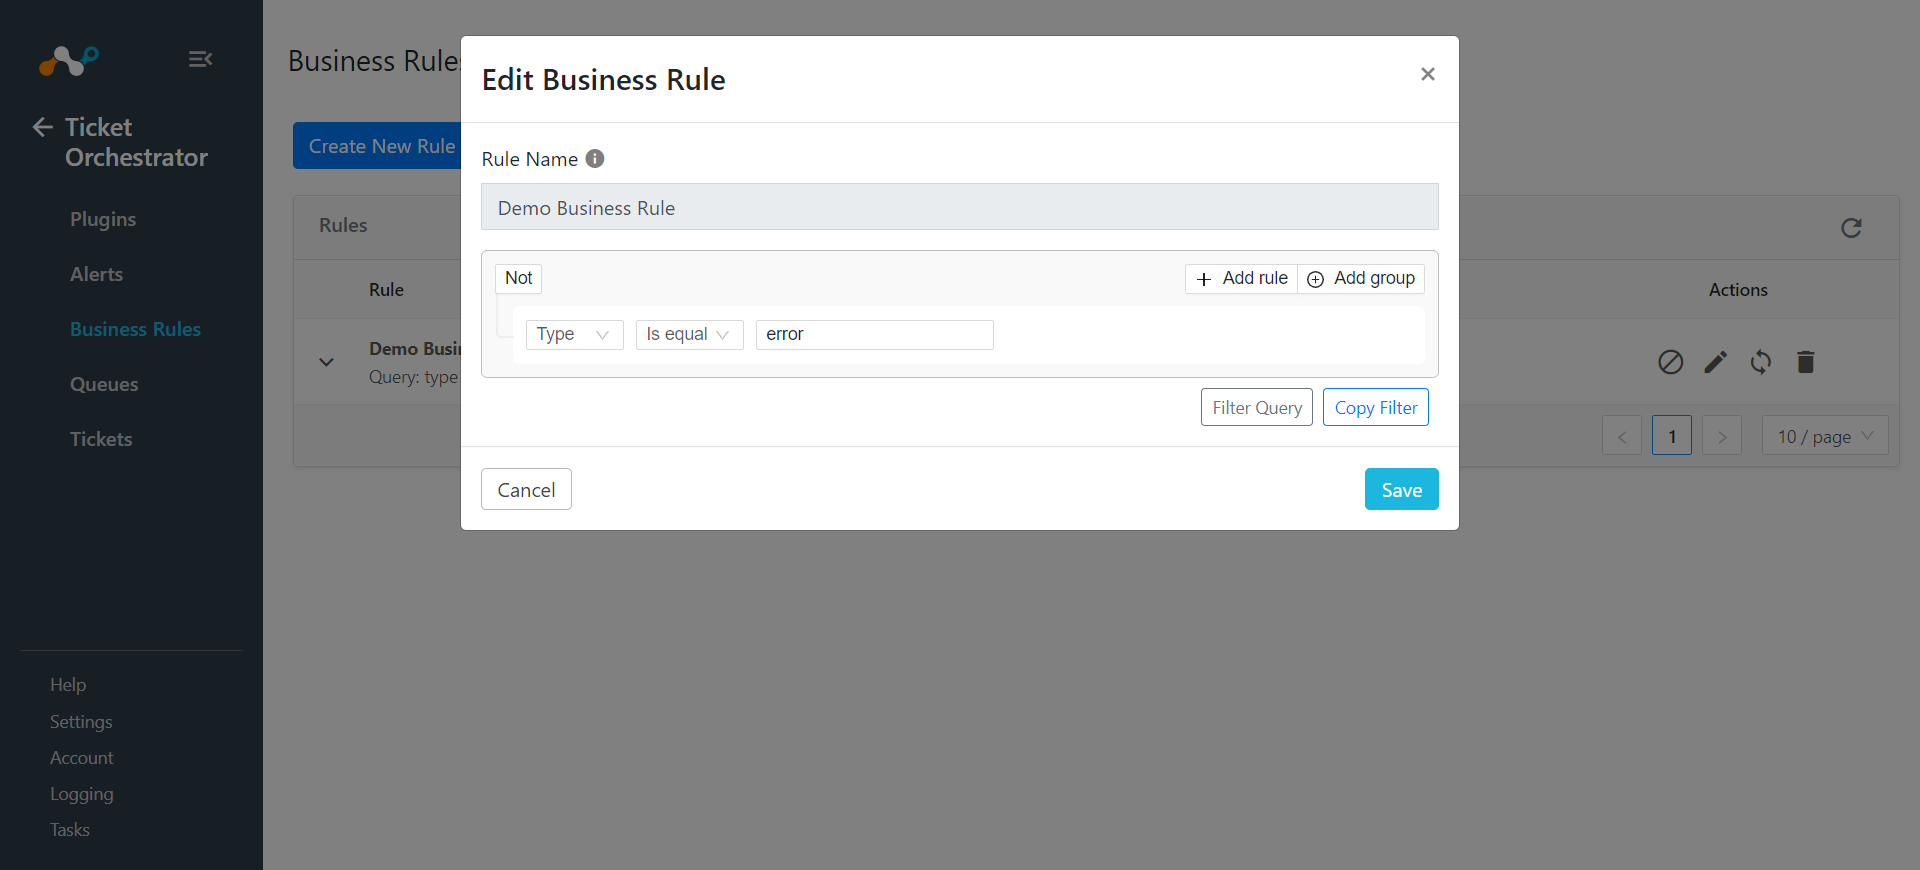 Ticket
Orchestrator
Plugins
Alerts
Business Rules
Queues
Tickets
Help
Settings
Account
Logging
Tasks
Business Rules
Create New Rule
Rules
Rule
Actions
Demo Busi
Query: type
1
10 / page
Edit Business Rule
Rule Name
Demo Business Rule
Not
Add rule
Add group
Type
Is equal
error
Filter Query
Copy Filter
Cancel
Save